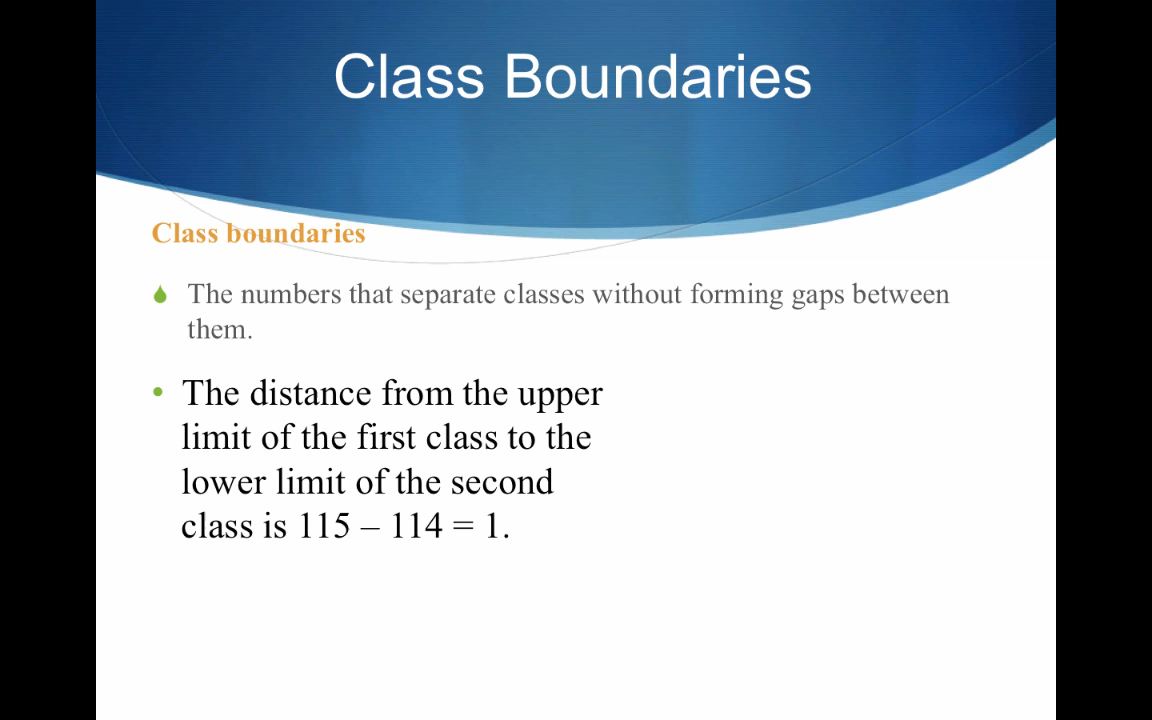 Class Boundaries
Class boundaries
The numbers that separate classes without forming gaps between
them.
• The distance from the upper
limit of the first class to the
lower limit of the second
class is 115 – 114 = 1.